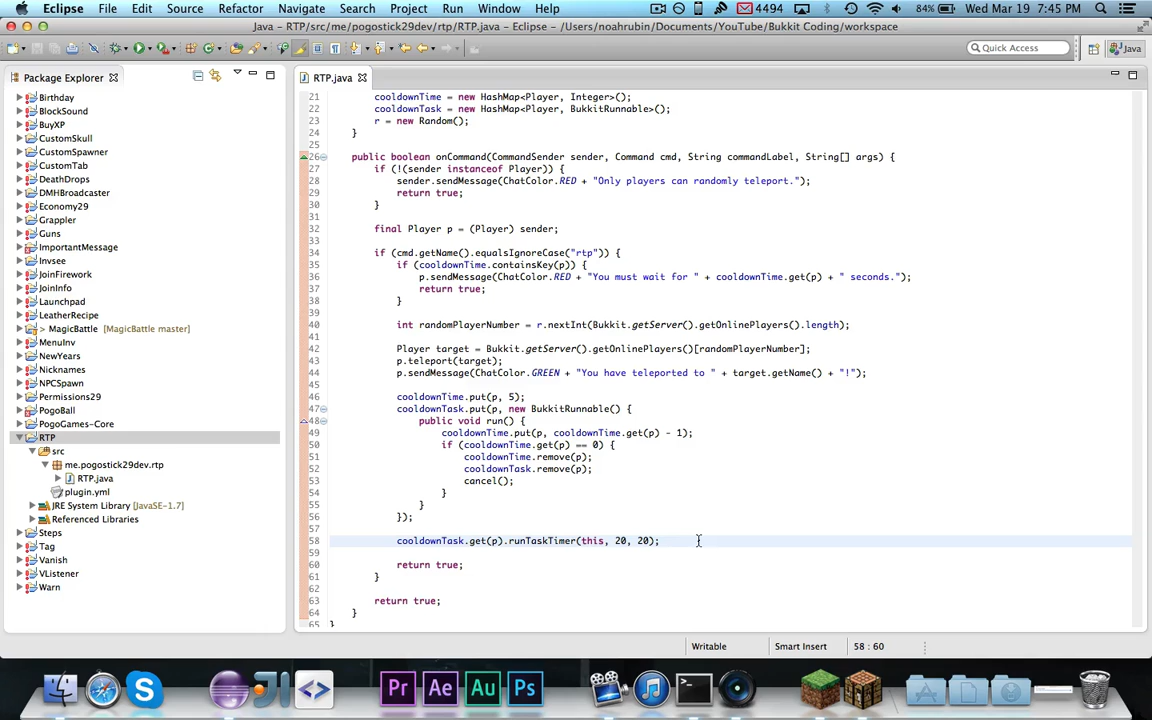 Eclipse File Edit Source Refactor Navigate Search Project Run Window Help 4494 84% Wed Mar 19 7:45 PM
Java - RTP/src/me/pogostick29dev/rtp/RTP.java - Eclipse - /Users/noahrubin/Documents/YouTube/Bukkit Coding/workspace
Quick Access Java
Package Explorer
RTP.java
Birthday
BlockSound
BuyXP
CustomSkull
CustomSpawner
CustomTab
DeathDrops
DMHBroadcaster
Economy29
Grappler
Guns
ImportantMessage
Invsee
JoinFirework
JoinInfo
Launchpad
LeatherRecipe
> MagicBattle [MagicBattle master]
MenuInv
NewYears
Nicknames
NPCSpawn
Permissions29
PogoBall
PogoGames-Core
RTP
src
me.pogostick29dev.rtp
RTP.java
plugin.yml
JRE System Library [JavaSE-1.7]
Referenced Libraries
Steps
Tag
Vanish
VListener
Warn
21 cooldownTime = new HashMap<Player, Integer>();
22 cooldownTask = new HashMap<Player, BukkitRunnable>();
23 r = new Random();
24 }
25
26 public boolean onCommand(CommandSender sender, Command cmd, String commandLabel, String[] args) {
27 if (!(sender instanceof Player)) {
28 sender.sendMessage(ChatColor.RED + "Only players can randomly teleport.");
29 return true;
30 }
31
32 final Player p = (Player) sender;
33
34 if (cmd.getName().equalsIgnoreCase("rtp")) {
35 if (cooldownTime.containsKey(p)) {
36 p.sendMessage(ChatColor.RED + "You must wait for " + cooldownTime.get(p) + " seconds.");
37 return true;
38 }
39
40 int randomPlayerNumber = r.nextInt(Bukkit.getServer().getOnlinePlayers().length);
41
42 Player target = Bukkit.getServer().getOnlinePlayers()[randomPlayerNumber];
43 p.teleport(target);
44 p.sendMessage(ChatColor.GREEN + "You have teleported to " + target.getName() + "!");
45
46 cooldownTime.put(p, 5);
47 cooldownTask.put(p, new BukkitRunnable() {
48 public void run() {
49 cooldownTime.put(p, cooldownTime.get(p) - 1);
50 if (cooldownTime.get(p) == 0) {
51 cooldownTime.remove(p);
52 cooldownTask.remove(p);
53 cancel();
54 }
55 }
56 });
57
58 cooldownTask.get(p).runTaskTimer(this, 20, 20);
59
60 return true;
61 }
62
63 return true;
64 }
65 }
Writable Smart Insert 58 : 60
Pr Ae Au Ps